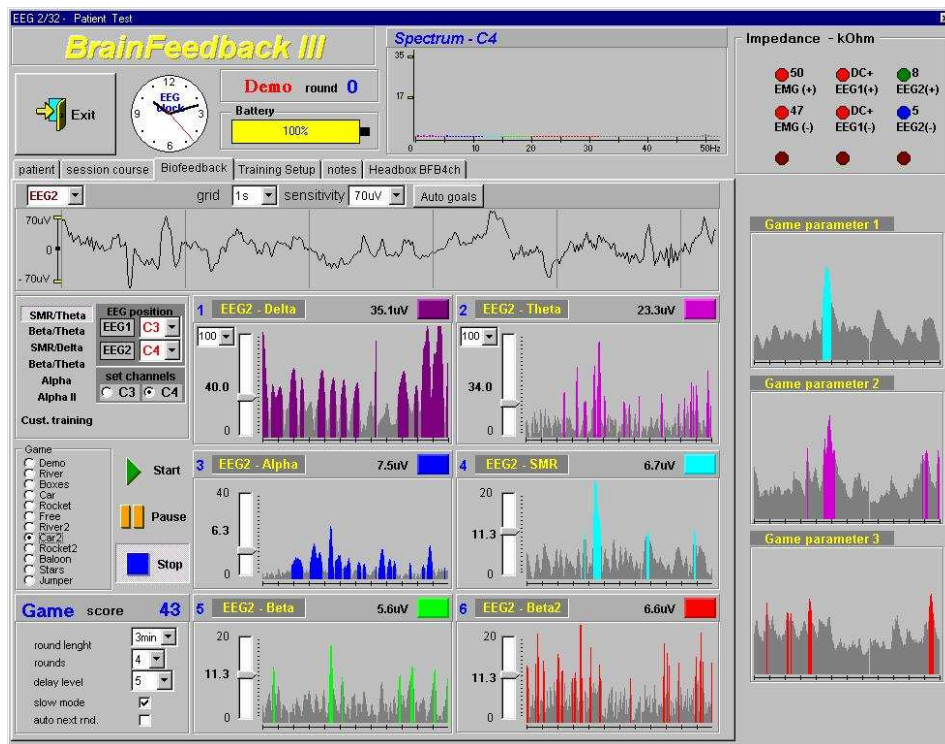 EEG 2/32 - Patient Test
BrainFeedback III
Exit
12
EEG
clock
9
3
6
Demo round 0
Battery
100%
Spectrum - C4
35
17
0 10 20 30 40 50Hz
Impedance - kOhm
50 DC+ 8
EMG (+) EEG1(+) EEG2(+)
47 DC+ 5
EMG (-) EEG1(-) EEG2(-)
patient session course Biofeedback Training Setup notes Headbox BFB4ch
EEG2 grid 1s sensitivity 70uV Auto goals
70uV
0
- 70uV
SMR/Theta
Beta/Theta
SMR/Delta
Beta/Theta
Alpha
Alpha II
Cust. training
EEG position
EEG1 C3
EEG2 C4
set channels
C3 C4
1 EEG2 - Delta 35.1uV
100
40.0
0
2 EEG2 - Theta 23.3uV
100
34.0
0
3 EEG2 - Alpha 7.5uV
40
6.3
0
4 EEG2 - SMR 6.7uV
20
11.3
0
5 EEG2 - Beta 5.6uV
20
11.3
0
6 EEG2 - Beta2 6.6uV
20
11.3
0
Game
Demo
River
Boxes
Car
Rocket
Free
River2
Car2
Rocket2
Baloon
Stars
Jumper
Start
Pause
Stop
Game score 43
round lenght 3min
rounds 4
delay level 5
slow mode
auto next rnd.
Game parameter 1
Game parameter 2
Game parameter 3